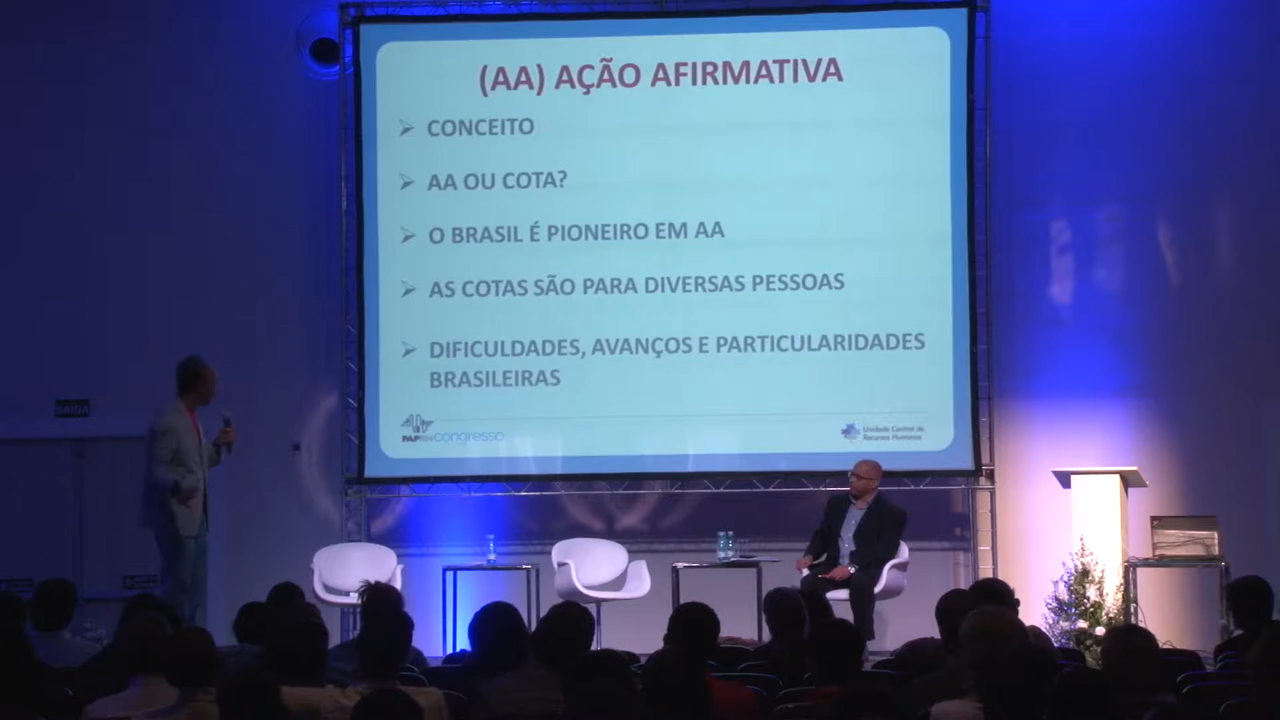 (AA) AÇÃO AFIRMATIVA
CONCEITO
AA OU COTA?
O BRASIL É PIONEIRO EM AA
AS COTAS SÃO PARA DIVERSAS PESSOAS
DIFICULDADES, AVANÇOS E PARTICULARIDADES
BRASILEIRAS
PAPRHcongresso
Unidade Central de
Recursos Humanos
SAÍDA